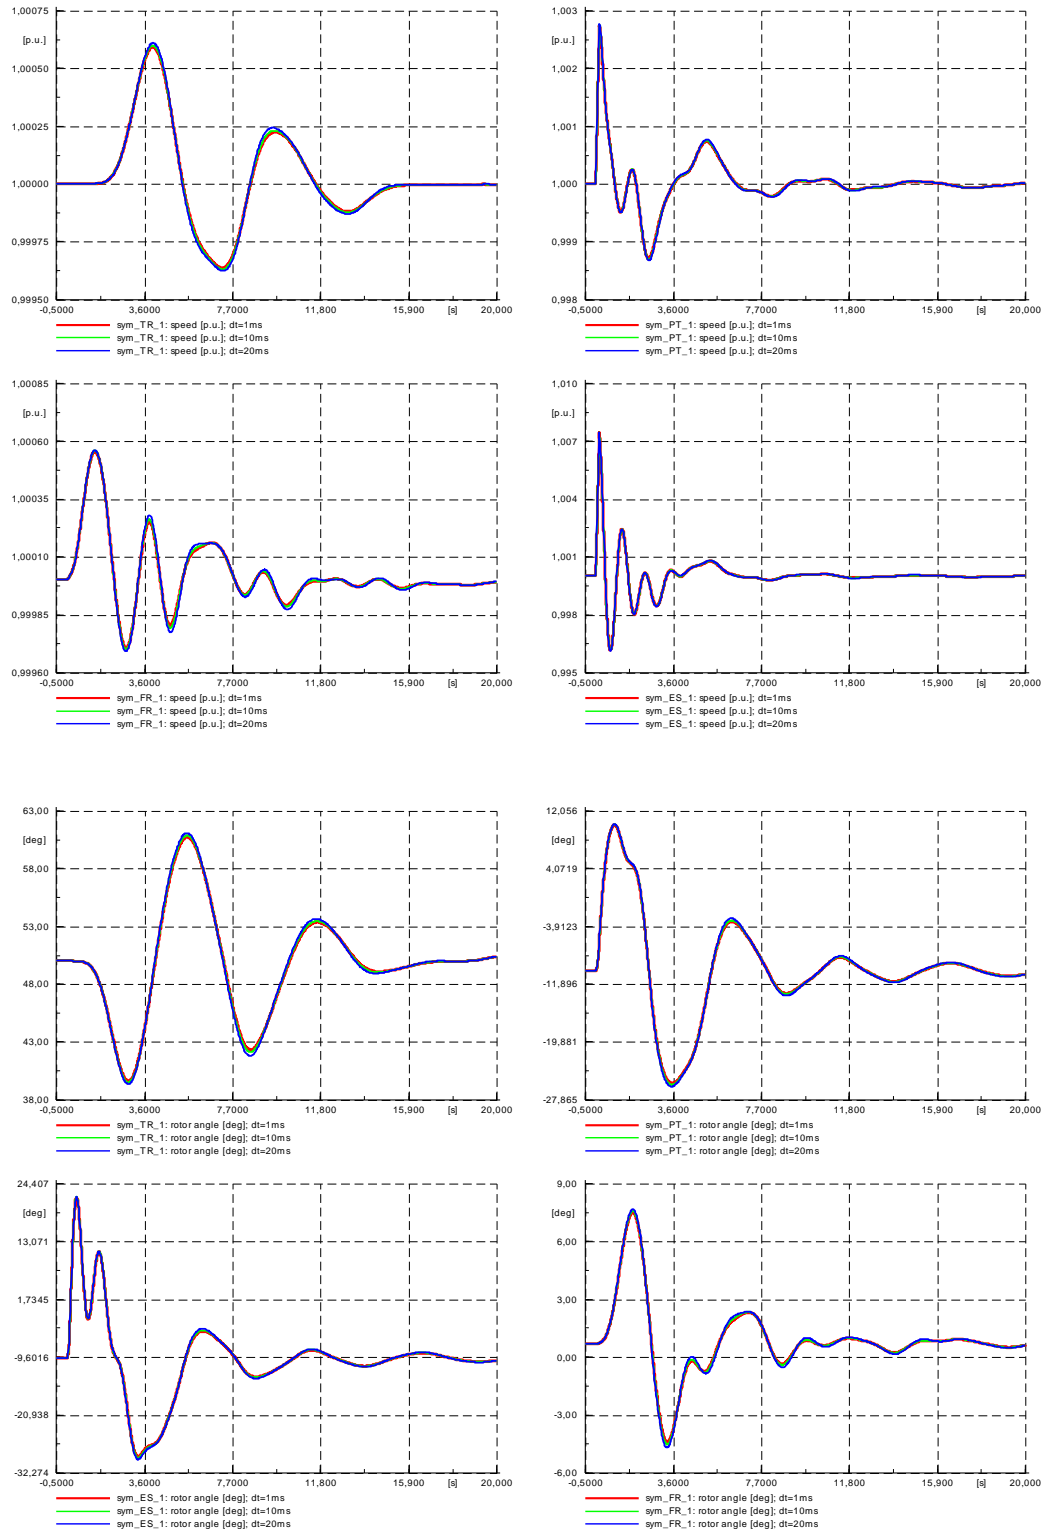 1,00075
[p.u.]
1,00050
1,00025
1,00000
0,99975
0,99950
-0,5000 3,6000 7,7000 11,800 15,900 [s] 20,000
sym_TR_1: speed [p.u.]; dt=1ms
sym_TR_1: speed [p.u.]; dt=10ms
sym_TR_1: speed [p.u.]; dt=20ms
1,003
[p.u.]
1,002
1,001
1,000
0,999
0,998
-0,5000 3,6000 7,7000 11,800 15,900 [s] 20,000
sym_PT_1: speed [p.u.]; dt=1ms
sym_PT_1: speed [p.u.]; dt=10ms
sym_PT_1: speed [p.u.]; dt=20ms
1,00085
[p.u.]
1,00060
1,00035
1,00010
0,99985
0,99960
-0,5000 3,6000 7,7000 11,800 15,900 [s] 20,000
sym_FR_1: speed [p.u.]; dt=1ms
sym_FR_1: speed [p.u.]; dt=10ms
sym_FR_1: speed [p.u.]; dt=20ms
1,010
[p.u.]
1,007
1,004
1,001
0,998
0,995
-0,5000 3,6000 7,7000 11,800 15,900 [s] 20,000
sym_ES_1: speed [p.u.]; dt=1ms
sym_ES_1: speed [p.u.]; dt=10ms
sym_ES_1: speed [p.u.]; dt=20ms
63,00
[deg]
58,00
53,00
48,00
43,00
38,00
-0,5000 3,6000 7,7000 11,800 15,900 [s] 20,000
sym_TR_1: rotor angle [deg]; dt=1ms
sym_TR_1: rotor angle [deg]; dt=10ms
sym_TR_1: rotor angle [deg]; dt=20ms
12,056
[deg]
4,0719
-3,9123
-11,896
-19,881
-27,865
-0,5000 3,6000 7,7000 11,800 15,900 [s] 20,000
sym_PT_1: rotor angle [deg]; dt=1ms
sym_PT_1: rotor angle [deg]; dt=10ms
sym_PT_1: rotor angle [deg]; dt=20ms
24,407
[deg]
13,071
1,7345
-9,6016
-20,938
-32,274
-0,5000 3,6000 7,7000 11,800 15,900 [s] 20,000
sym_ES_1: rotor angle [deg]; dt=1ms
sym_ES_1: rotor angle [deg]; dt=10ms
sym_ES_1: rotor angle [deg]; dt=20ms
9,00
[deg]
6,00
3,00
0,00
-3,00
-6,00
-0,5000 3,6000 7,7000 11,800 15,900 [s] 20,000
sym_FR_1: rotor angle [deg]; dt=1ms
sym_FR_1: rotor angle [deg]; dt=10ms
sym_FR_1: rotor angle [deg]; dt=20ms